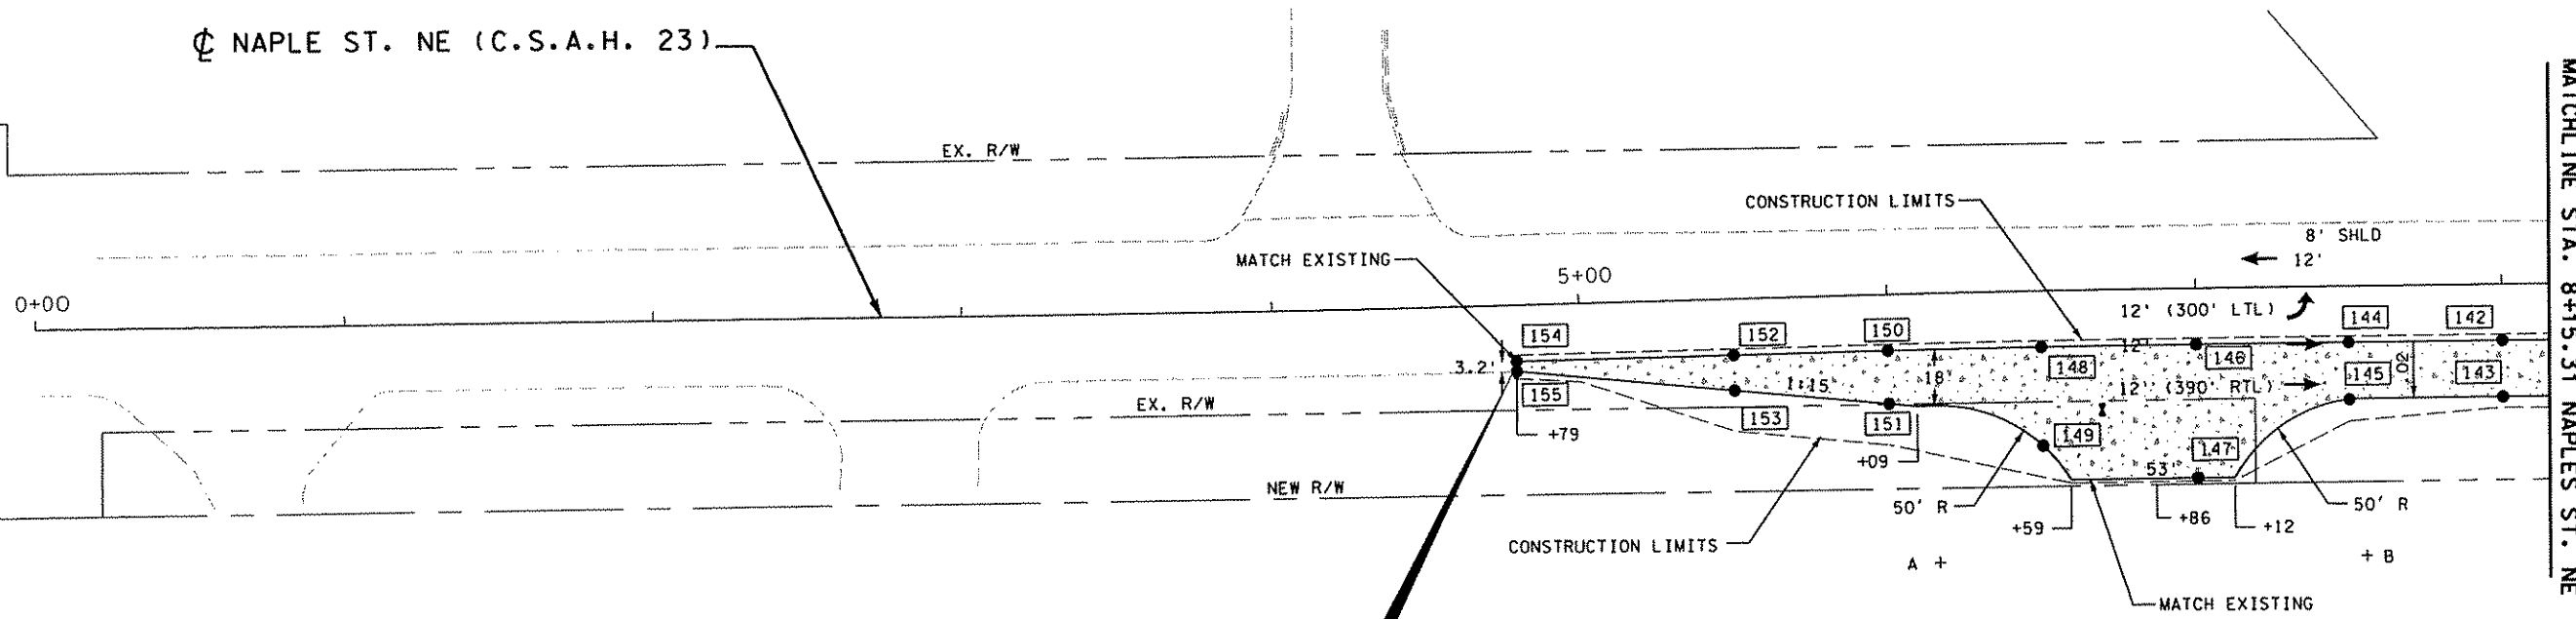 ℄ NAPLE ST. NE (C.S.A.H. 23)
EX. R/W
CONSTRUCTION LIMITS
8' SHLD
12'
MATCH EXISTING
5+00
0+00
12' (300' LTL)
154
152
150
144
142
12'
146
148
3.2'
1:15
18'
12' (390' RTL)
145
143
20
155
EX. R/W
153
151
+79
149
147
+09
53'
NEW R/W
50' R
+59
+86
+12
50' R
CONSTRUCTION LIMITS
A +
+ B
MATCH EXISTING
MATCHLINE STA. 8+15.31 NAPLES ST. NE